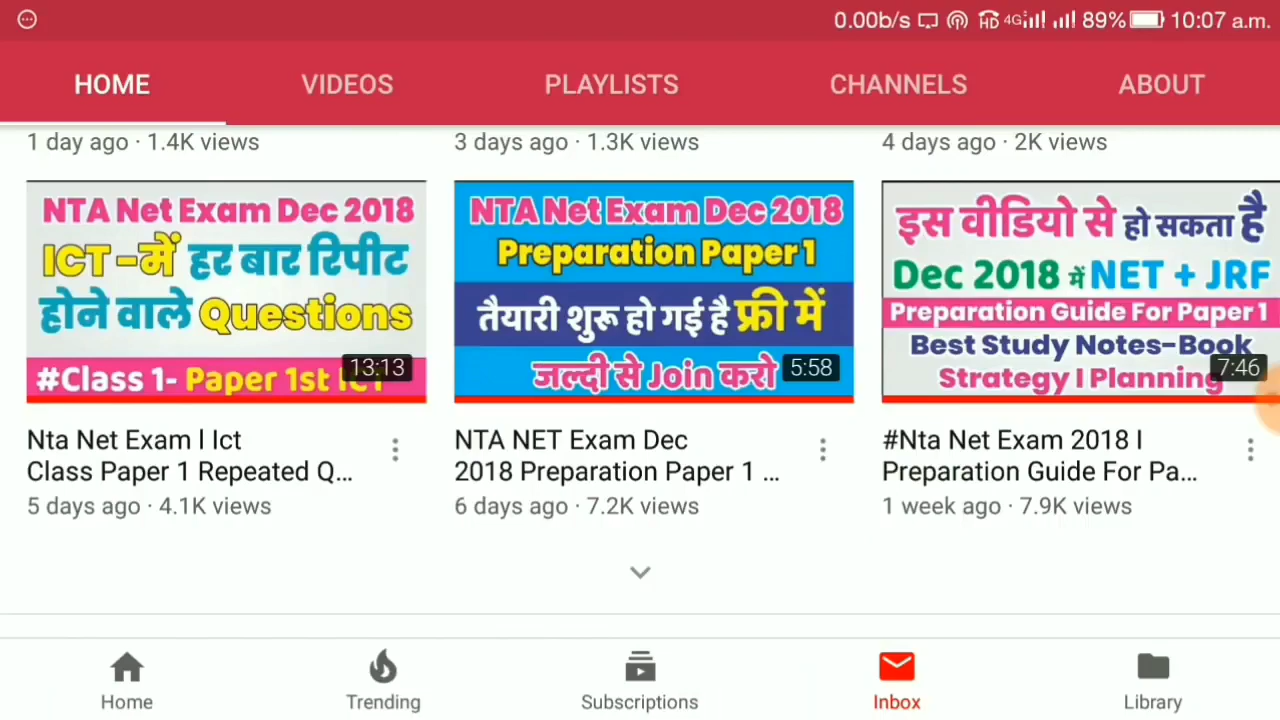 0.00b/s HD 4G 89% 10:07 a.m.
HOME VIDEOS PLAYLISTS CHANNELS ABOUT
1 day ago · 1.4K views
3 days ago · 1.3K views
4 days ago · 2K views
NTA Net Exam Dec 2018
ICT -में हर बार रिपीट
होने वाले Questions
#Class 1- Paper 1st ICT
13:13
NTA Net Exam Dec 2018
Preparation Paper 1
तैयारी शुरू हो गई है फ्री में
जल्दी से Join करो
5:58
इस वीडियो से हो सकता है
Dec 2018 में NET + JRF
Preparation Guide For Paper 1
Best Study Notes-Book
Strategy I Planning
7:46
Nta Net Exam l Ict
Class Paper 1 Repeated Q...
5 days ago · 4.1K views
NTA NET Exam Dec
2018 Preparation Paper 1 ...
6 days ago · 7.2K views
#Nta Net Exam 2018 I
Preparation Guide For Pa...
1 week ago · 7.9K views
Home Trending Subscriptions Inbox Library